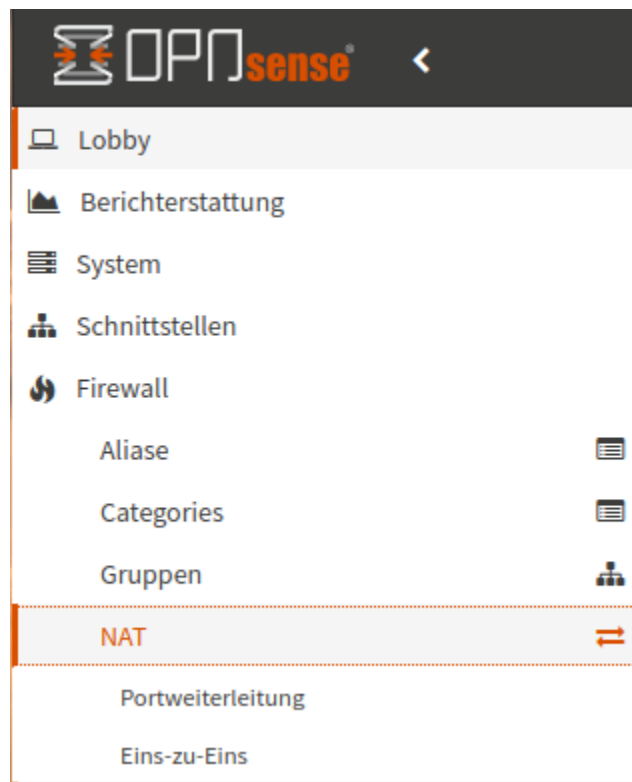 OPNsense®
Lobby
Berichterstattung
System
Schnittstellen
Firewall
Aliase
Categories
Gruppen
NAT
Portweiterleitung
Eins-zu-Eins